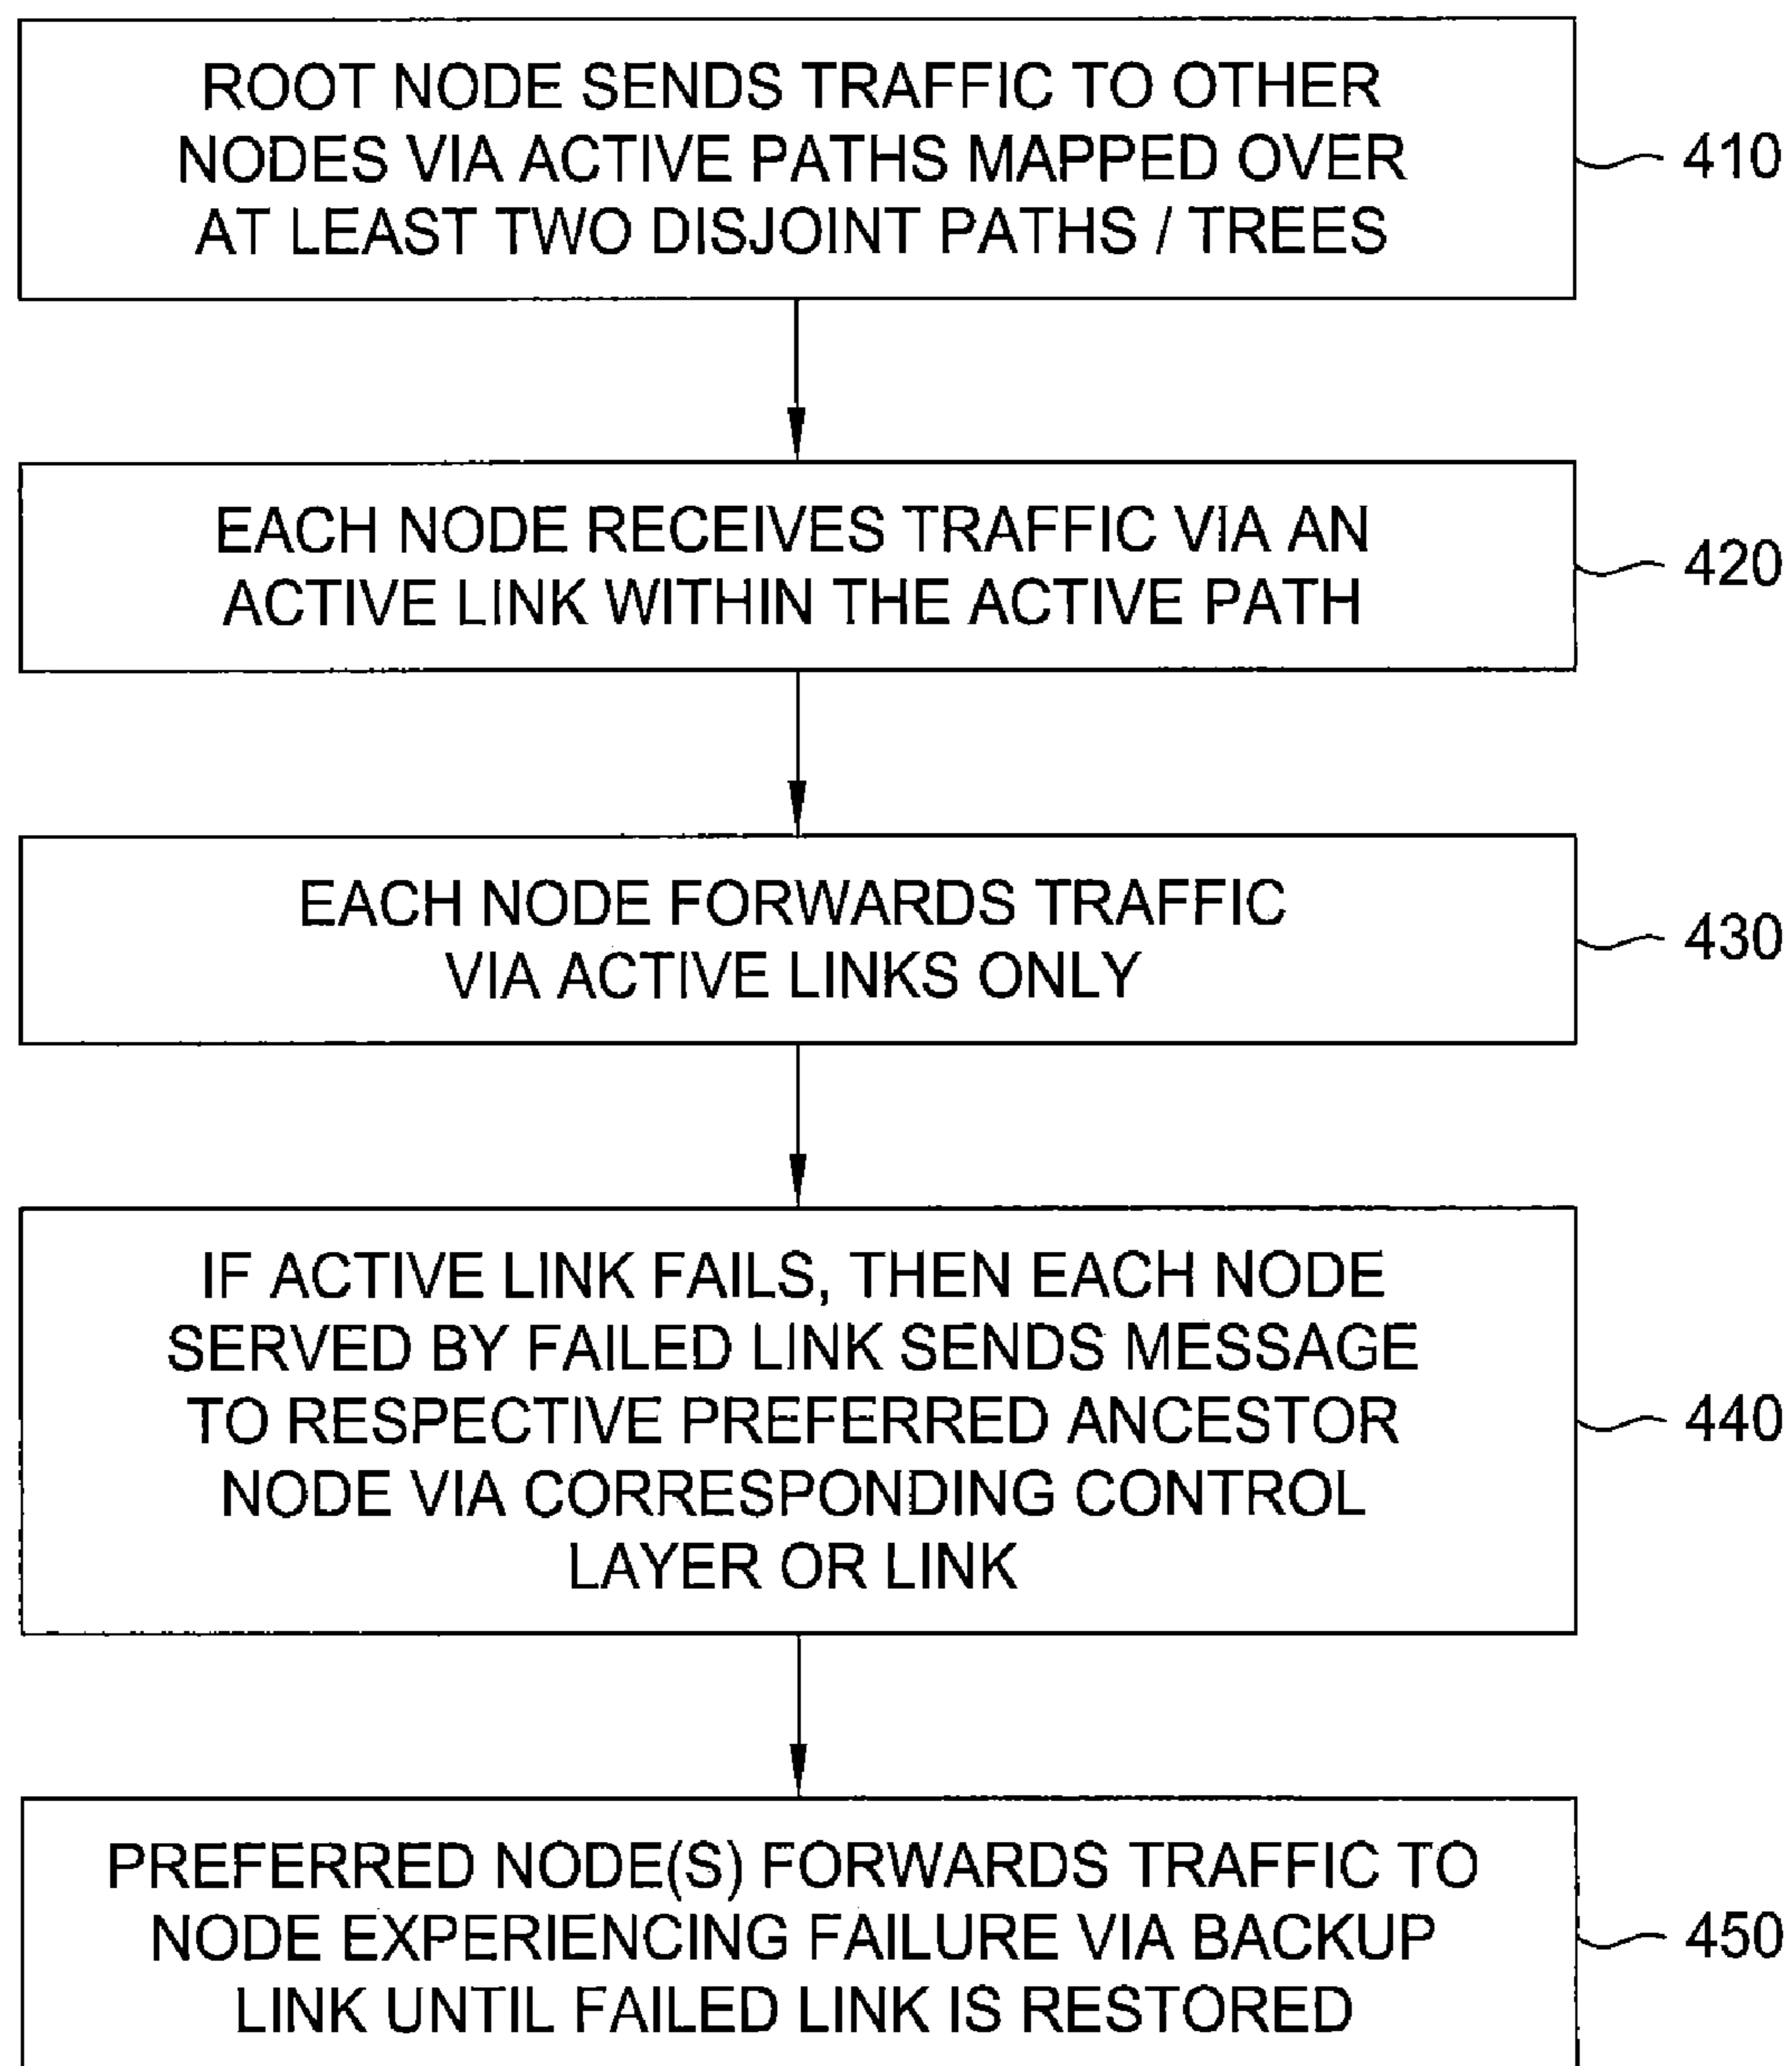 ROOT NODE SENDS TRAFFIC TO OTHER
NODES VIA ACTIVE PATHS MAPPED OVER
AT LEAST TWO DISJOINT PATHS / TREES
410
EACH NODE RECEIVES TRAFFIC VIA AN
ACTIVE LINK WITHIN THE ACTIVE PATH
420
EACH NODE FORWARDS TRAFFIC
VIA ACTIVE LINKS ONLY
430
IF ACTIVE LINK FAILS, THEN EACH NODE
SERVED BY FAILED LINK SENDS MESSAGE
TO RESPECTIVE PREFERRED ANCESTOR
NODE VIA CORRESPONDING CONTROL
LAYER OR LINK
440
PREFERRED NODE(S) FORWARDS TRAFFIC TO
NODE EXPERIENCING FAILURE VIA BACKUP
LINK UNTIL FAILED LINK IS RESTORED
450